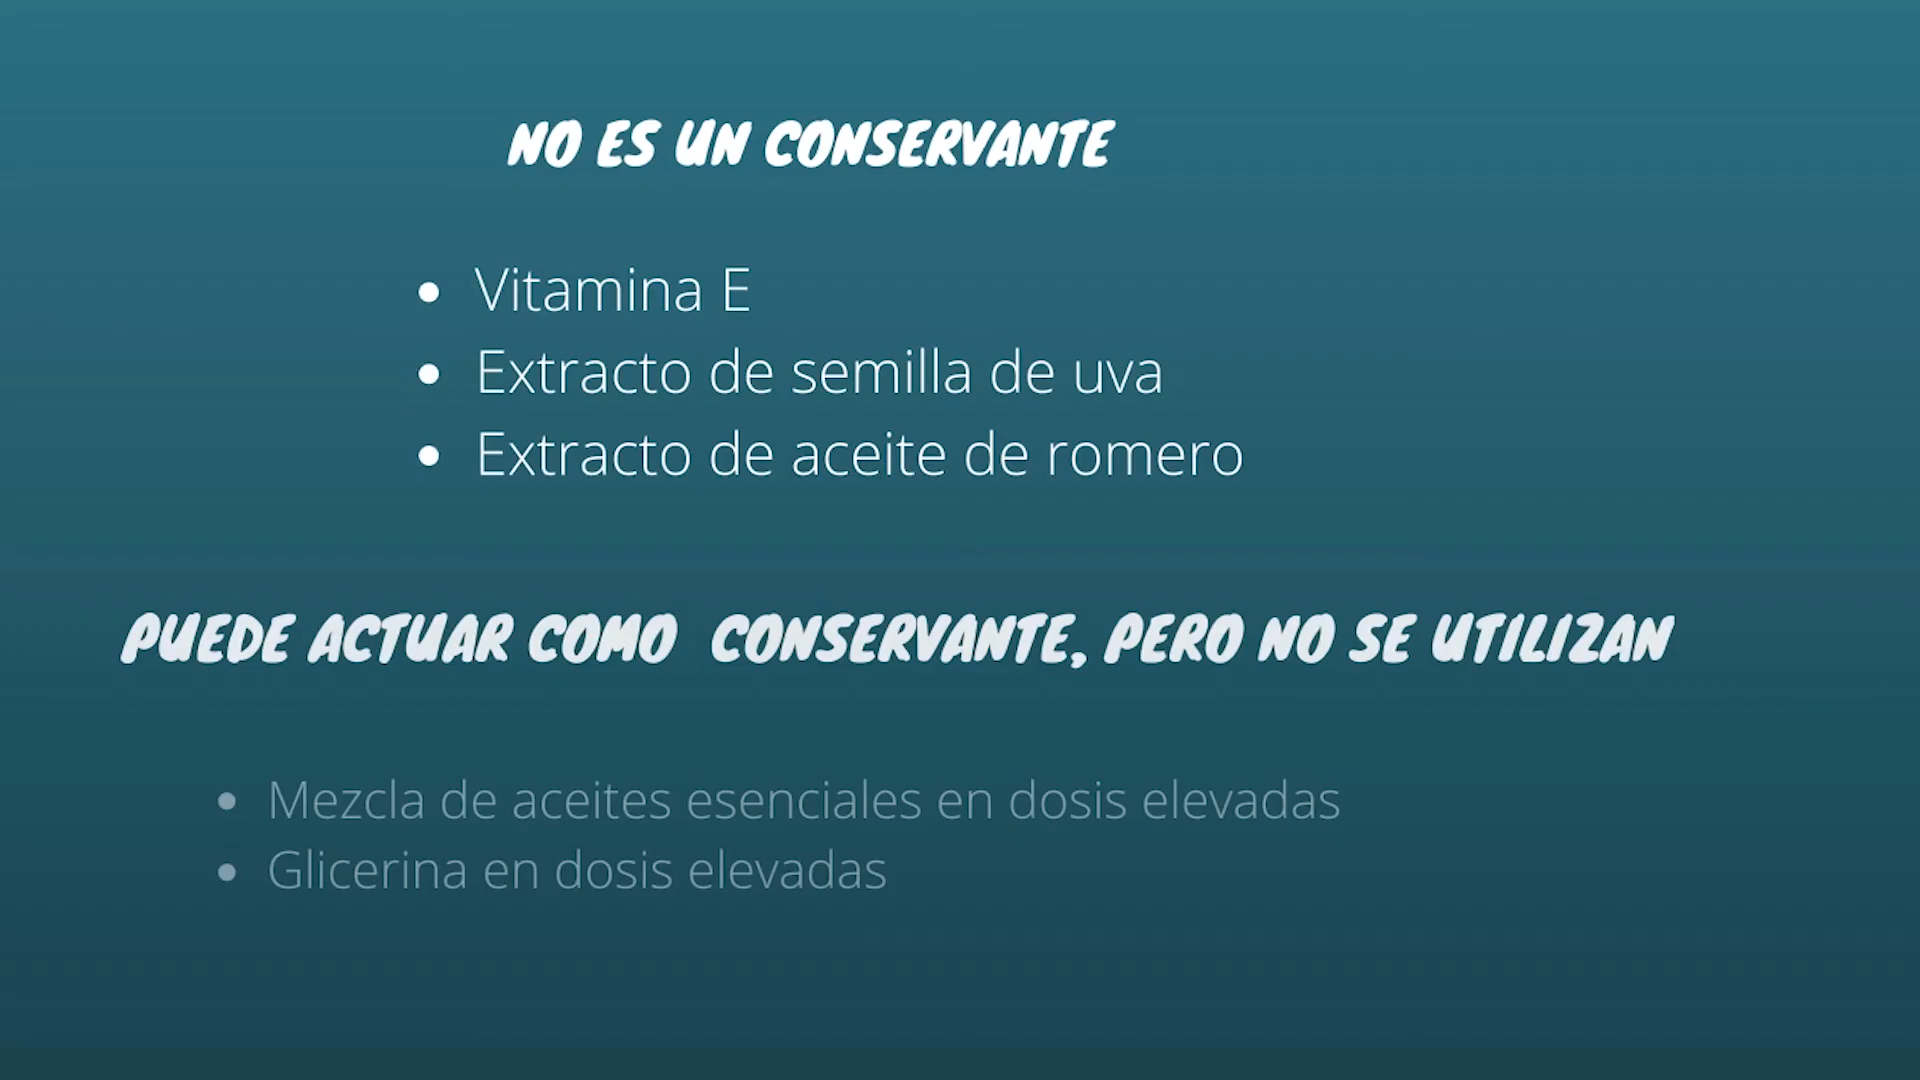 NO ES UN CONSERVANTE
• Vitamina E
• Extracto de semilla de uva
• Extracto de aceite de romero
PUEDE ACTUAR COMO CONSERVANTE, PERO NO SE UTILIZAN
• Mezcla de aceites esenciales en dosis elevadas
• Glicerina en dosis elevadas